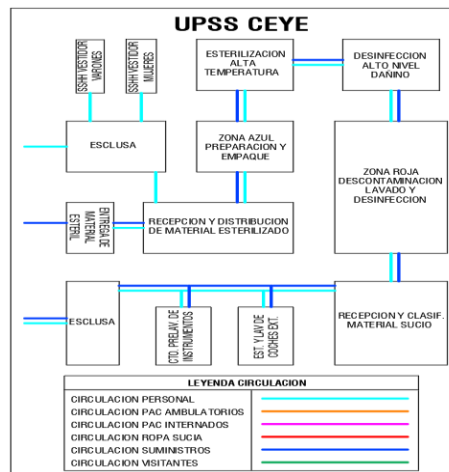 UPSS CEYE
SSHH VESTIDOR
VARONES
SSHH VESTIDOR
MUJERES
ESTERILIZACION
ALTA
TEMPERATURA
DESINFECCION
ALTO NIVEL
DAÑINO
ESCLUSA
ZONA AZUL
PREPARACION Y
EMPAQUE
ZONA ROJA
DESCONTAMINACION
LAVADO Y
DESINFECCION
ENTREGA DE
MATERIAL
ESTERIL
RECEPCION Y DISTRIBUCION
DE MATERIAL ESTERILIZADO
ESCLUSA
CTO. PRELAV. DE
INSTRUMENTOS
EST. Y LAV DE
COCHES EXT.
RECEPCION Y CLASIF.
MATERIAL SUCIO
LEYENDA CIRCULACION
CIRCULACION PERSONAL
CIRCULACION PAC AMBULATORIOS
CIRCULACION PAC INTERNADOS
CIRCULACION ROPA SUCIA
CIRCULACION SUMINISTROS
CIRCULACION VISITANTES